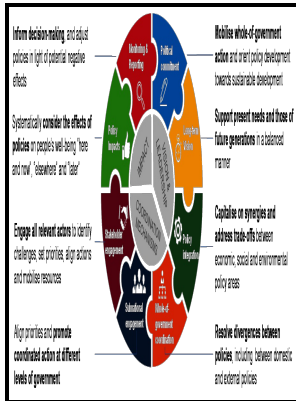 Inform decision-making, and adjust
policies in light of potential negative
effects
Systematically consider the effects of
policies on people's well-being 'here
and now', 'elsewhere' and 'later'
Engage all relevant actors to identify
challenges, set priorities, align actions
and mobilise resources
Align priorities and promote
coordinated action at different
levels of government
Monitoring &
Reporting
Political
commitment
Policy
Impacts
Long-term
Vision
Stakeholder
engagement
Policy
integration
Subnational
engagement
Whole-of-
government
coordination
IMPACT
VISION &
LEADERSHIP
COORDINATION
Mobilise whole-of-government
action and orient policy development
towards sustainable development
Support present needs and those of
future generations in a balanced
manner
Capitalise on synergies and
address trade-offs between
economic, social and environmental
policy areas
Resolve divergences between
policies, including between domestic
and external policies